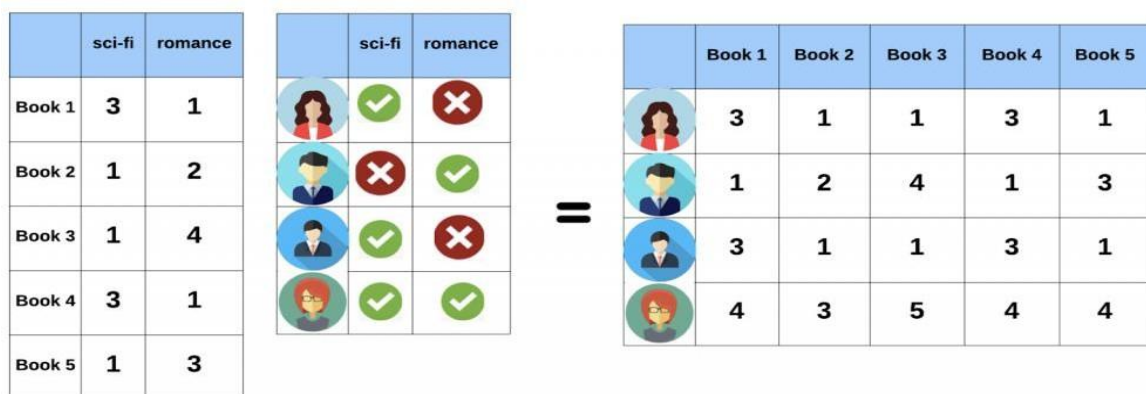 sci-fi romance
Book 1 3 1
Book 2 1 2
Book 3 1 4
Book 4 3 1
Book 5 1 3
sci-fi romance
=
Book 1 Book 2 Book 3 Book 4 Book 5
3 1 1 3 1
1 2 4 1 3
3 1 1 3 1
4 3 5 4 4